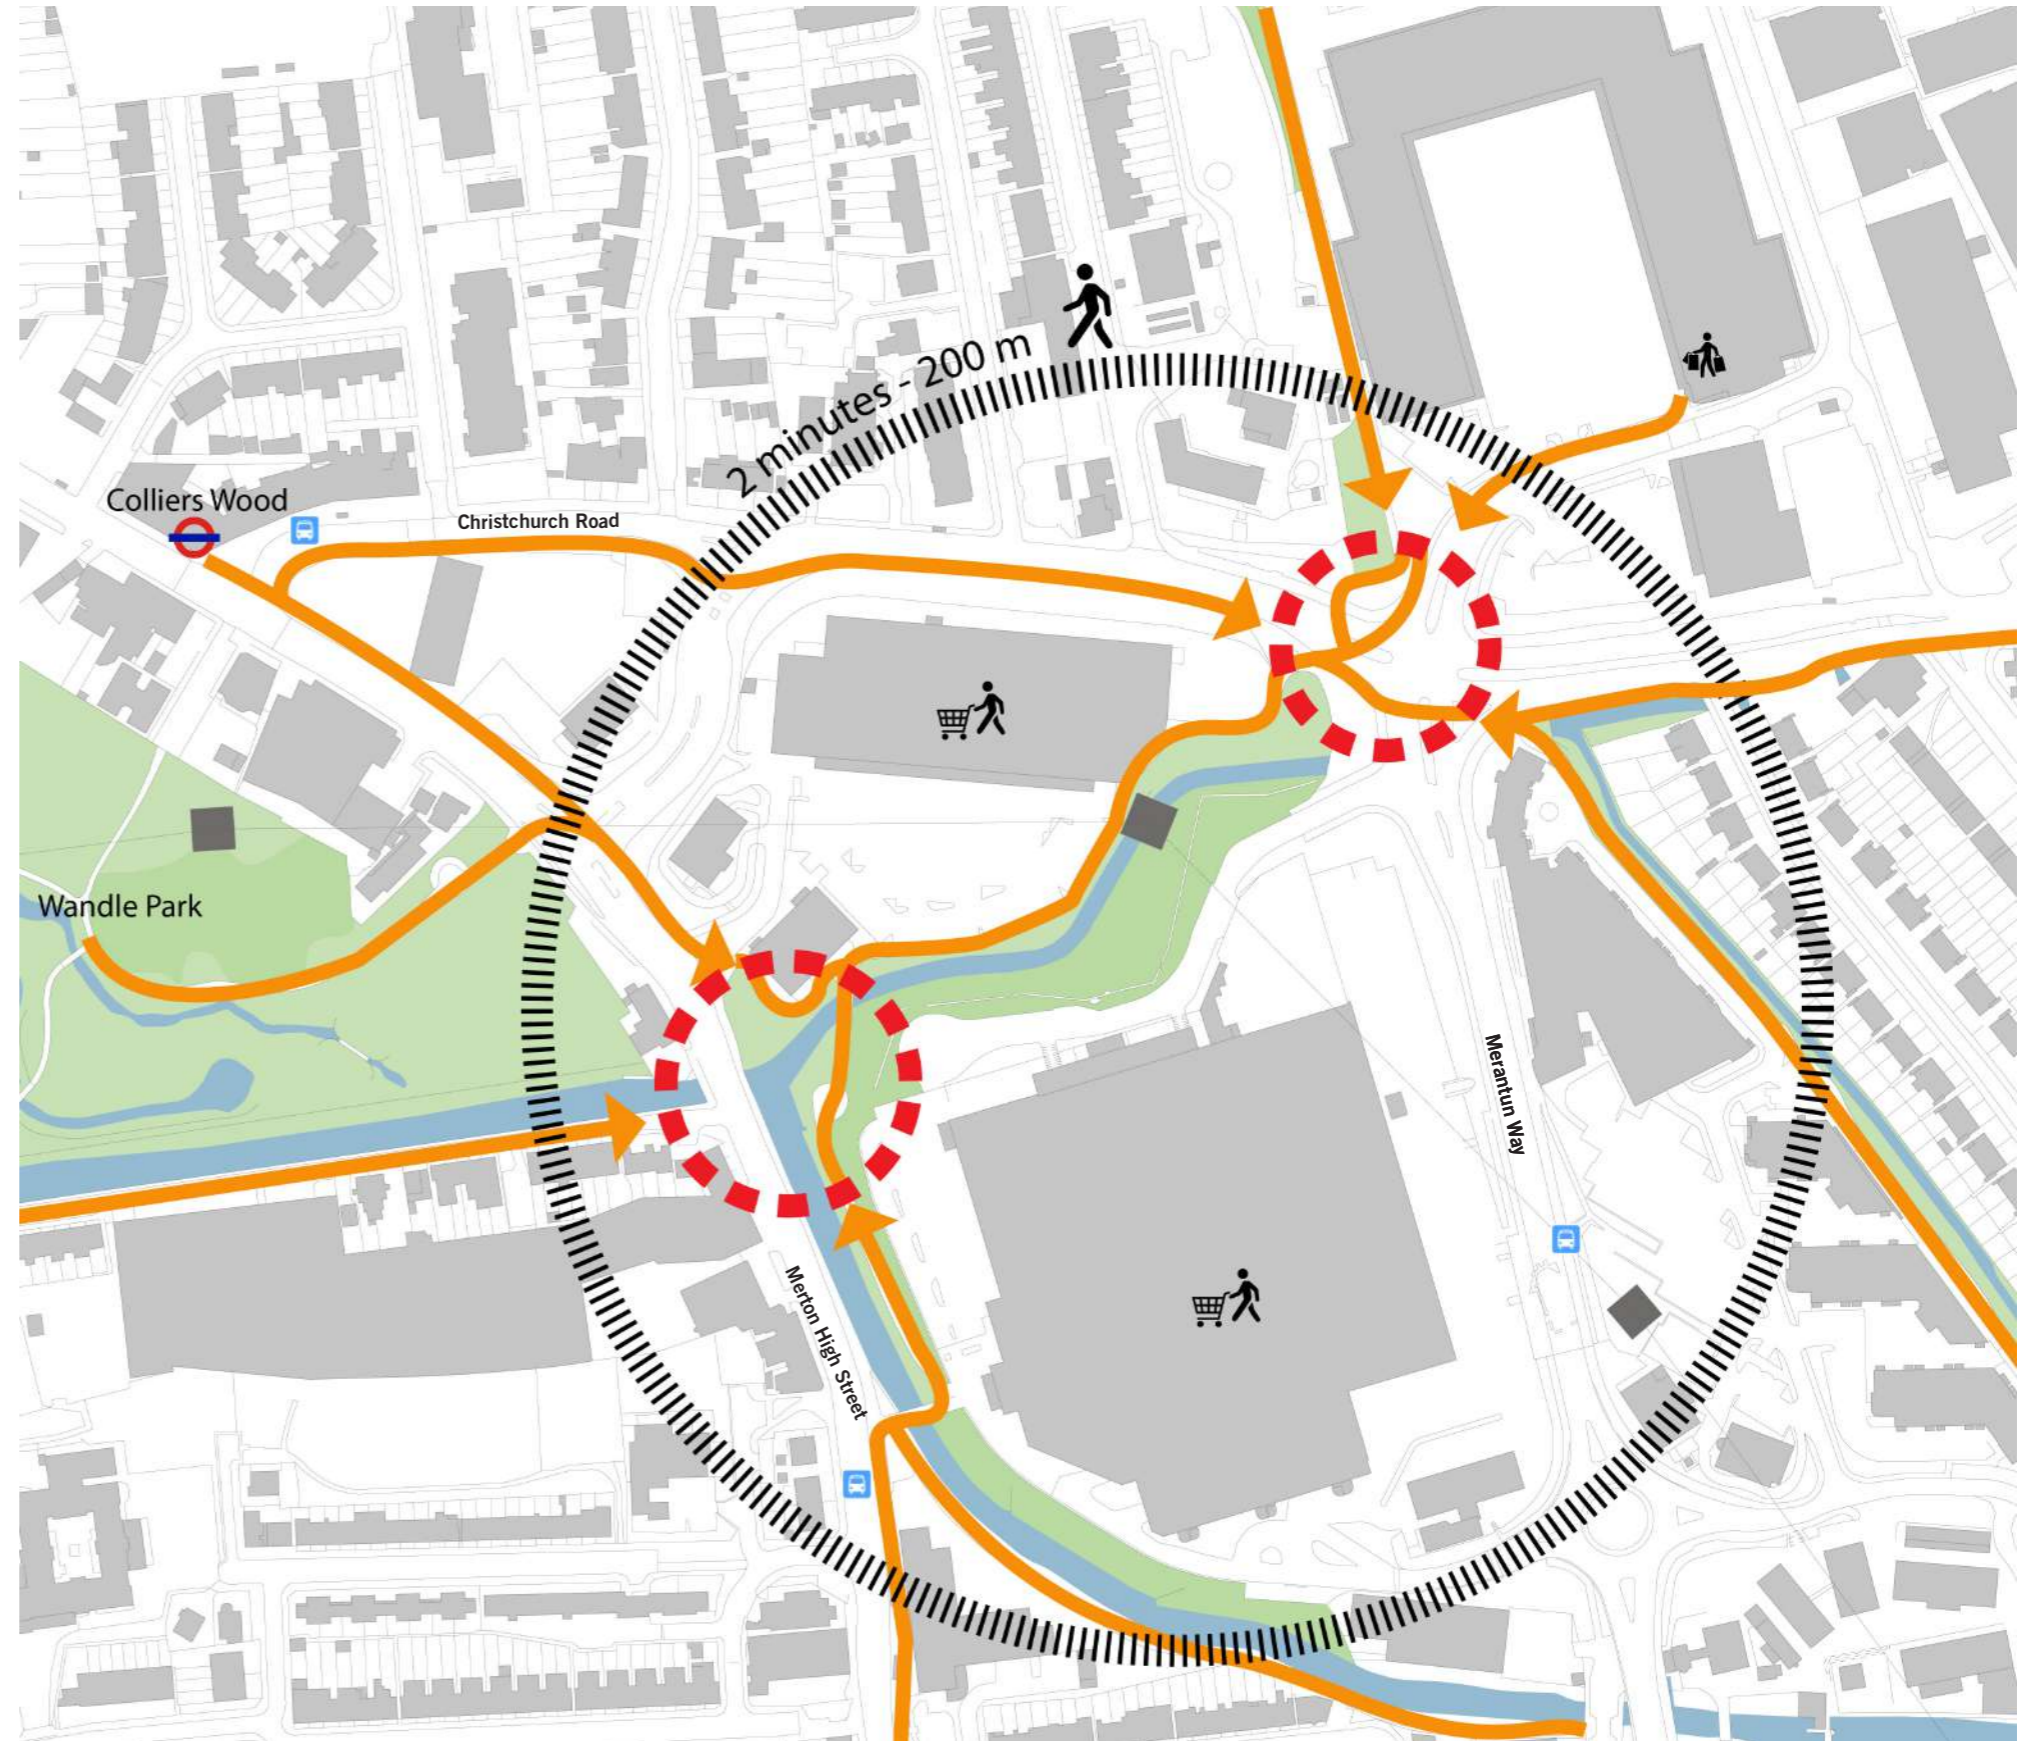 2 minutes - 200 m
Colliers Wood
Christchurch Road
Wandle Park
Merantun Way
Merton High Street